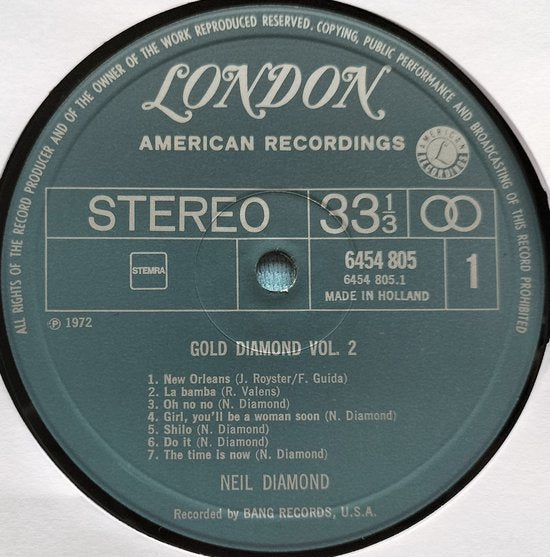 ALL RIGHTS OF THE RECORD PRODUCER AND OF THE OWNER OF THE WORK REPRODUCED RESERVED. COPYING, PUBLIC PERFORMANCE AND BROADCASTING OF THIS RECORD PROHIBITED
LONDON
AMERICAN RECORDINGS
AMERICAN
L
RECORDINGS
STEREO
33 1/3
STEMRA
6454 805
6454 805.1
MADE IN HOLLAND
1
℗ 1972
GOLD DIAMOND VOL. 2
1. New Orleans (J. Royster/F. Guida)
2. La bamba (R. Valens)
3. Oh no no (N. Diamond)
4. Girl, you'll be a woman soon (N. Diamond)
5. Shilo (N. Diamond)
6. Do it (N. Diamond)
7. The time is now (N. Diamond)
NEIL DIAMOND
Recorded by BANG RECORDS, U.S.A.